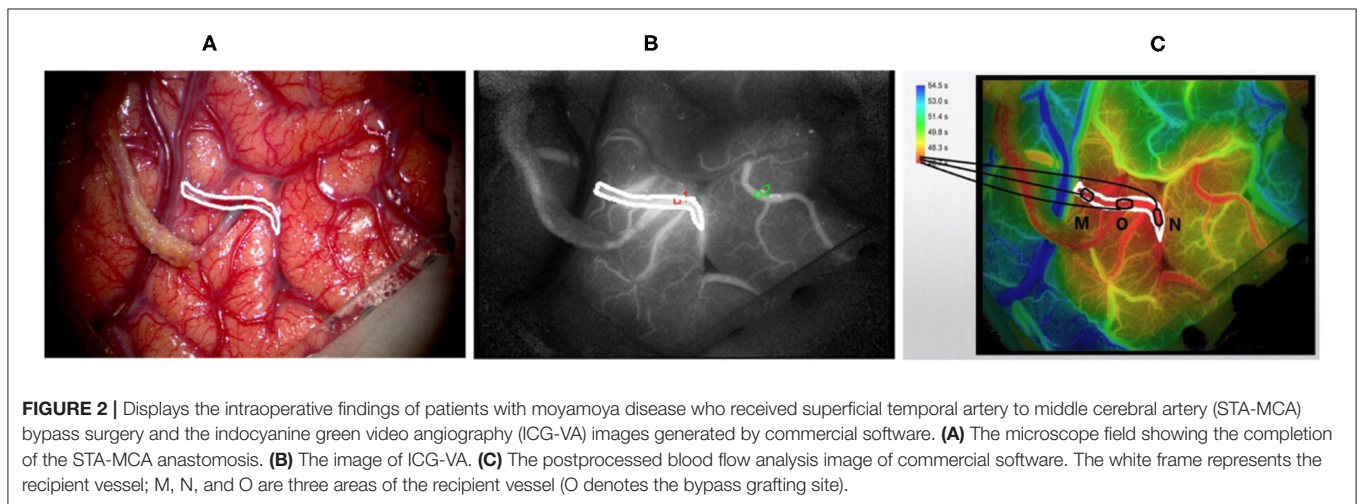 A
B
C
54.5 s
53.0 s
51.4 s
49.8 s
48.3 s
1
2
M
O
N
FIGURE 2 | Displays the intraoperative findings of patients with moyamoya disease who received superficial temporal artery to middle cerebral artery (STA-MCA)
bypass surgery and the indocyanine green video angiography (ICG-VA) images generated by commercial software. (A) The microscope field showing the completion
of the STA-MCA anastomosis. (B) The image of ICG-VA. (C) The postprocessed blood flow analysis image of commercial software. The white frame represents the
recipient vessel; M, N, and O are three areas of the recipient vessel (O denotes the bypass grafting site).